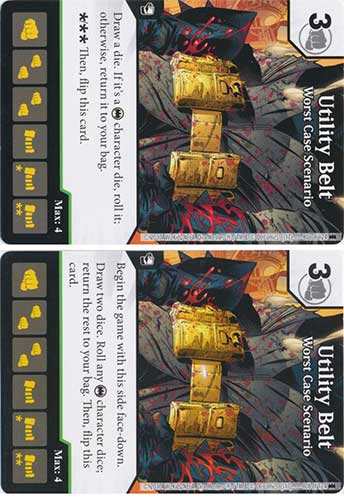 3
Utility Belt
Worst Case Scenario
Draw a die. If it's a character die, roll it;
otherwise, return it to your bag.
*** Then, flip this card.
Max: 4
*
**
3
Utility Belt
Worst Case Scenario
Begin the game with this side face-down.
Draw two dice. Roll any character dice;
return the rest to your bag. Then, flip this
card.
Max: 4
*
**